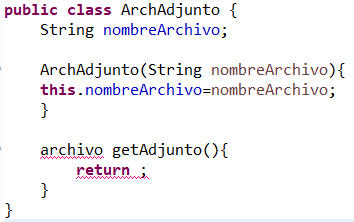 public class ArchAdjunto {
String nombreArchivo;
ArchAdjunto(String nombreArchivo){
this.nombreArchivo=nombreArchivo;
}
archivo getAdjunto(){
return ;
}
}